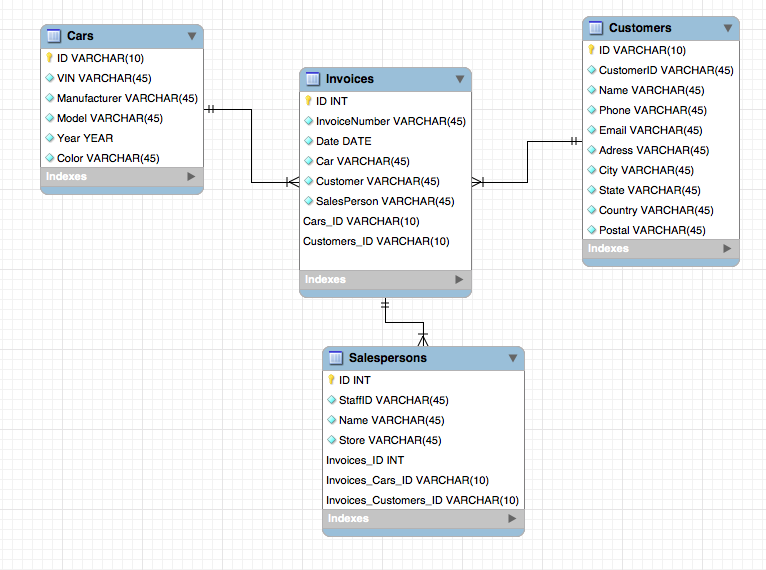 Cars
ID VARCHAR(10)
VIN VARCHAR(45)
Manufacturer VARCHAR(45)
Model VARCHAR(45)
Year YEAR
Color VARCHAR(45)
Indexes
Invoices
ID INT
InvoiceNumber VARCHAR(45)
Date DATE
Car VARCHAR(45)
Customer VARCHAR(45)
SalesPerson VARCHAR(45)
Cars_ID VARCHAR(10)
Customers_ID VARCHAR(10)
Indexes
Customers
ID VARCHAR(10)
CustomerID VARCHAR(45)
Name VARCHAR(45)
Phone VARCHAR(45)
Email VARCHAR(45)
Adress VARCHAR(45)
City VARCHAR(45)
State VARCHAR(45)
Country VARCHAR(45)
Postal VARCHAR(45)
Indexes
Salespersons
ID INT
StaffID VARCHAR(45)
Name VARCHAR(45)
Store VARCHAR(45)
Invoices_ID INT
Invoices_Cars_ID VARCHAR(10)
Invoices_Customers_ID VARCHAR(10)
Indexes